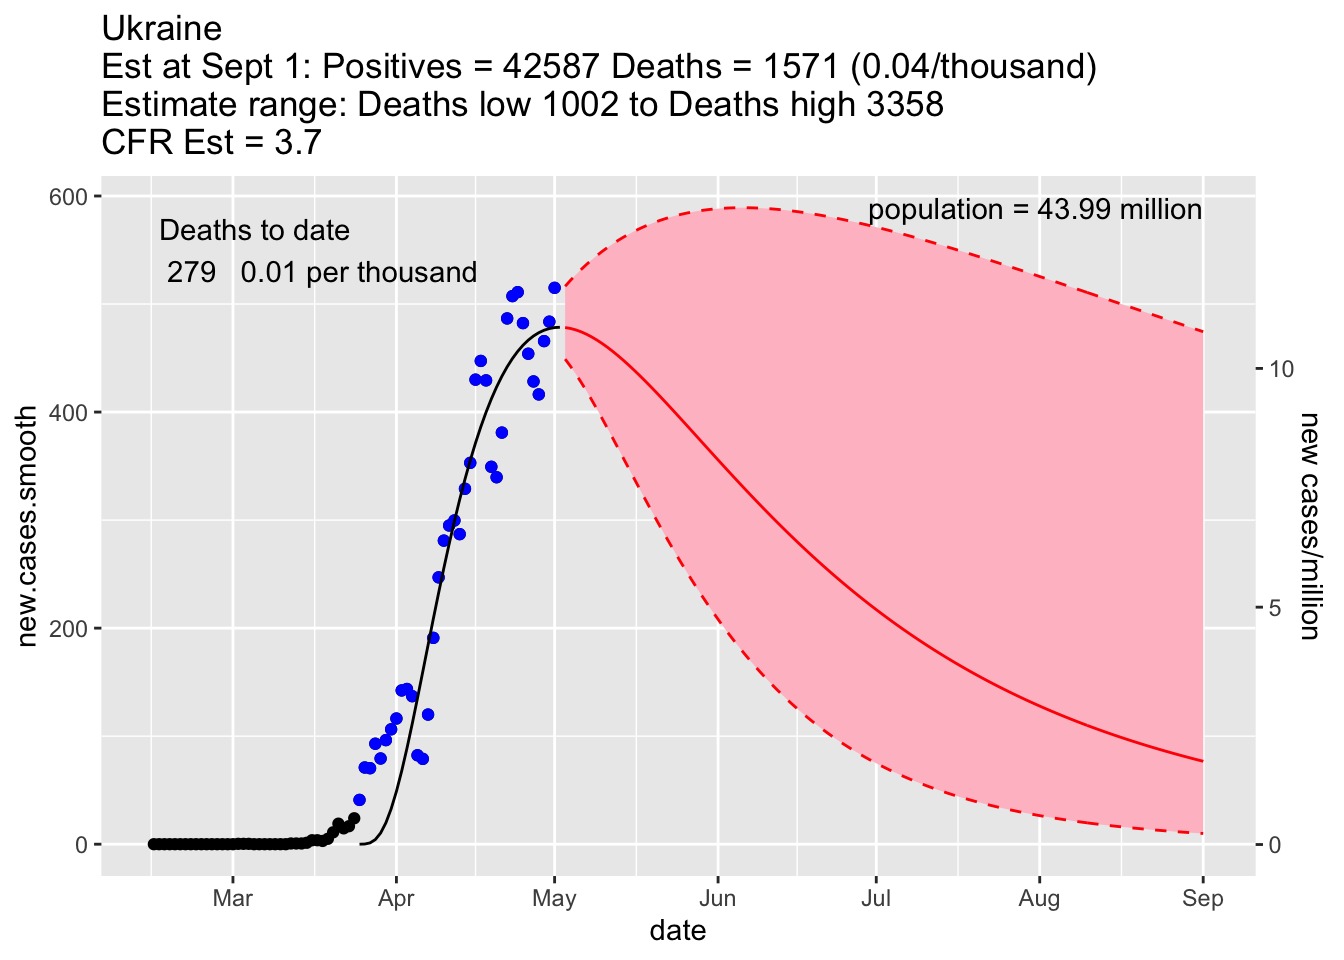 Ukraine
Est at Sept 1: Positives = 42587 Deaths = 1571 (0.04/thousand)
Estimate range: Deaths low 1002 to Deaths high 3358
CFR Est = 3.7
600
400
200
0
new.cases.smooth
Deaths to date
279 0.01 per thousand
population = 43.99 million
10
5
0
new cases/million
Mar Apr May Jun Jul Aug Sep
date